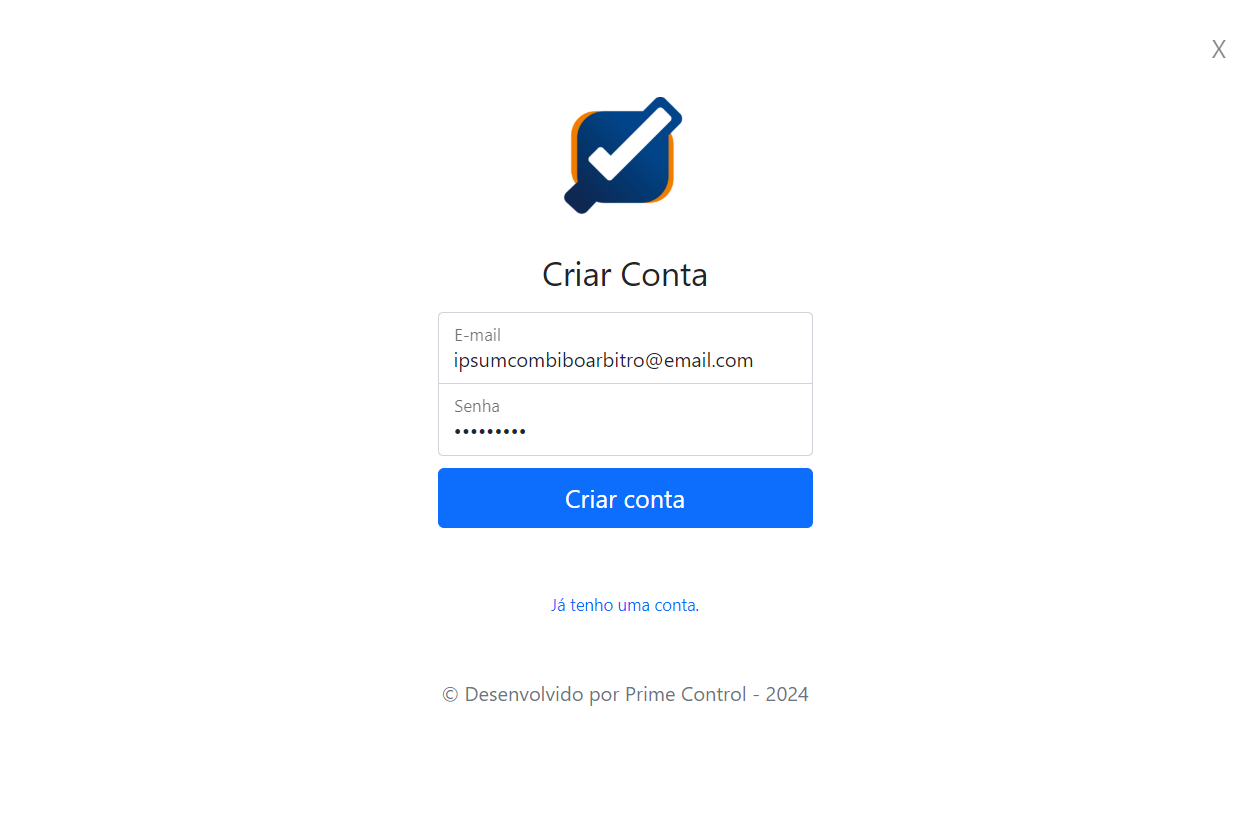 X
Criar Conta
E-mail
ipsumcombiboarbitro@email.com
Senha
•••••••••
Criar conta
Já tenho uma conta.
© Desenvolvido por Prime Control - 2024